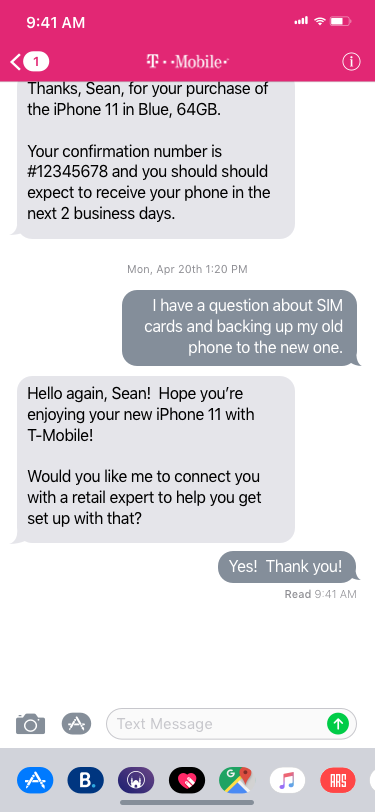 9:41 AM
1
T··Mobile·
i
Thanks, Sean, for your purchase of
the iPhone 11 in Blue, 64GB.
Your confirmation number is
#12345678 and you should should
expect to receive your phone in the
next 2 business days.
Mon, Apr 20th 1:20 PM
I have a question about SIM
cards and backing up my old
phone to the new one.
Hello again, Sean!  Hope you're
enjoying your new iPhone 11 with
T-Mobile!
Would you like me to connect you
with a retail expert to help you get
set up with that?
Yes!  Thank you!
Read 9:41 AM
Text Message
B.
G
ARS